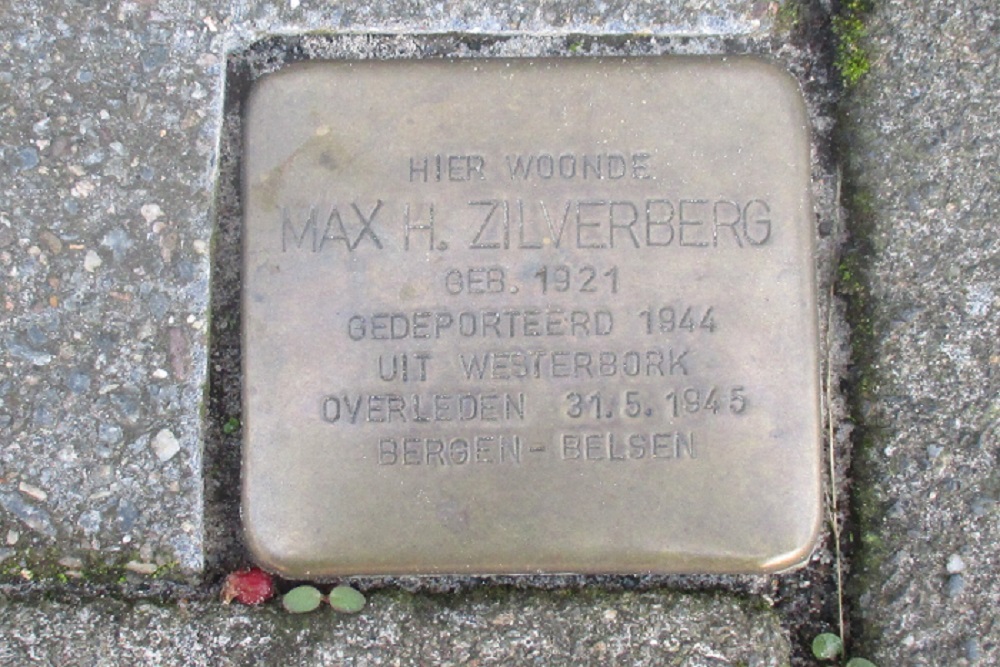 HIER WOONDE
MAX H. ZILVERBERG
GEB. 1921
GEDEPORTEERD 1944
UIT WESTERBORK
OVERLEDEN 31.5.1945
BERGEN-BELSEN